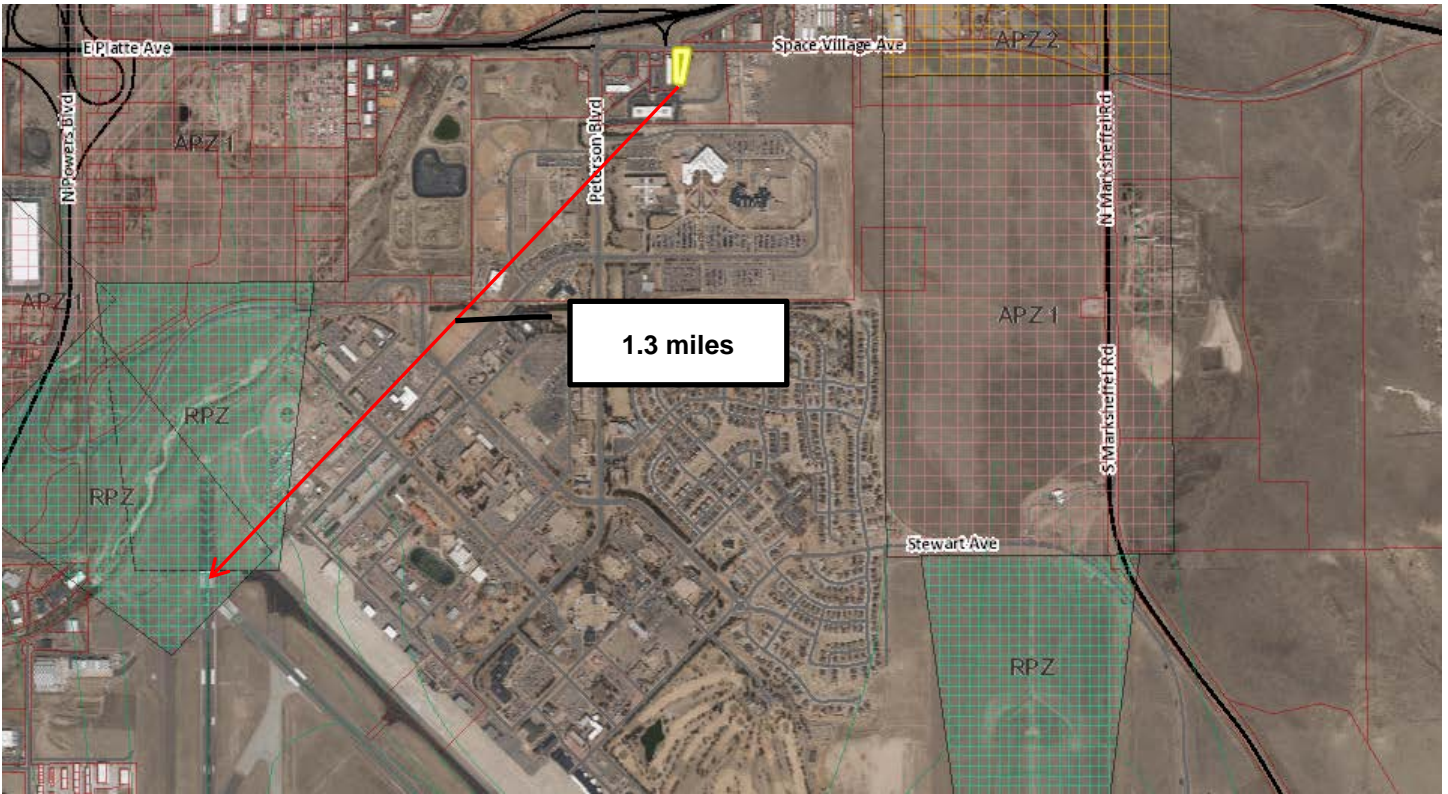 E Platte Ave
Space Village Ave
APZ 2
N Powers Blvd
APZ 1
Peterson Blvd
N Marksheffel Rd
APZ 1
APZ 1
1.3 miles
S Marksheffel Rd
RPZ
RPZ
Stewart Ave
RPZ